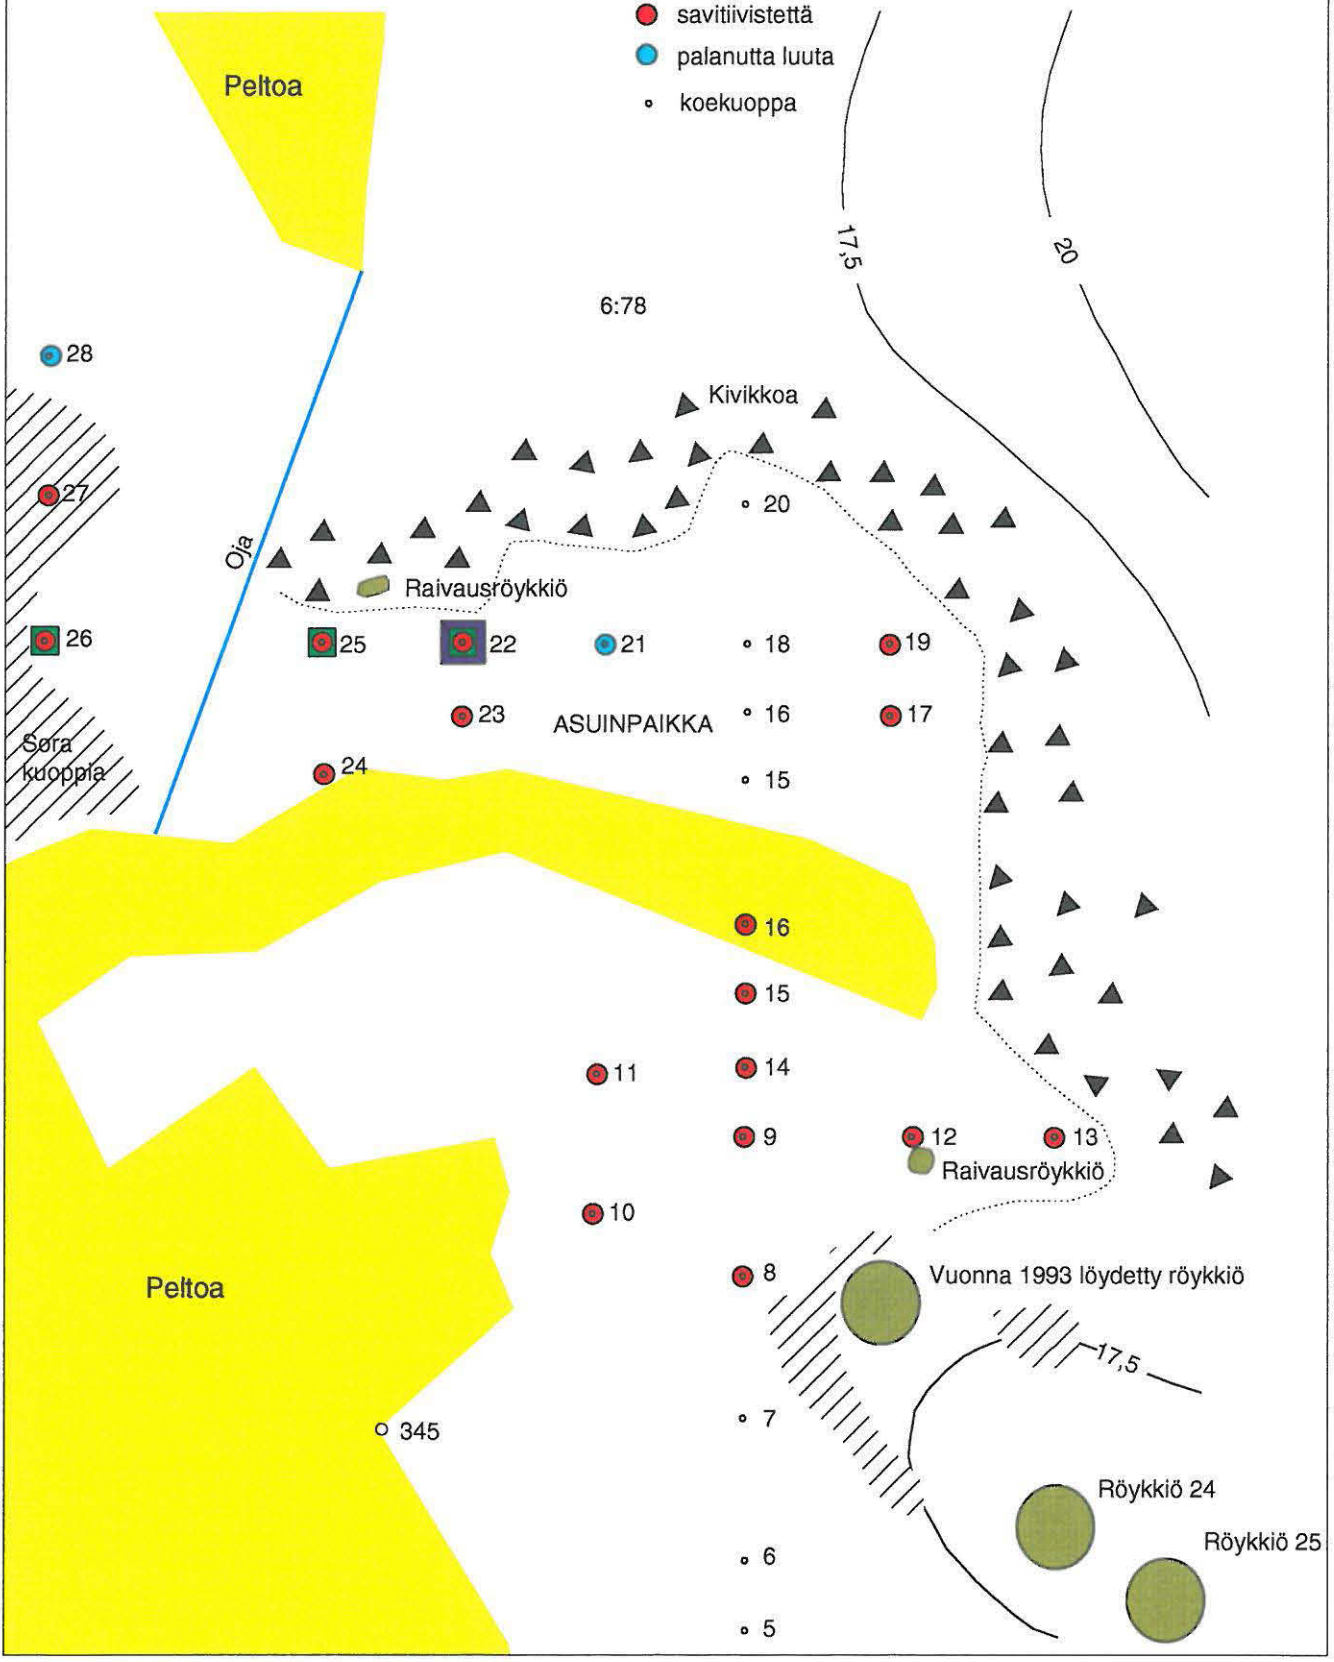 savitiivistettä
Peltoa
palanutta luuta
koekuoppa
17,5
20
6:78
28
Kivikkoa
27
20
Oja
Raivausröykkiö
26
25
22
21
18
19
23
ASUINPAIKKA
16
17
Sora
kuoppia
24
15
16
15
14
11
9
12
13
Raivausröykkiö
10
8
Vuonna 1993 löydetty röykkiö
Peltoa
17,5
7
345
Röykkiö 24
Röykkiö 25
6
5